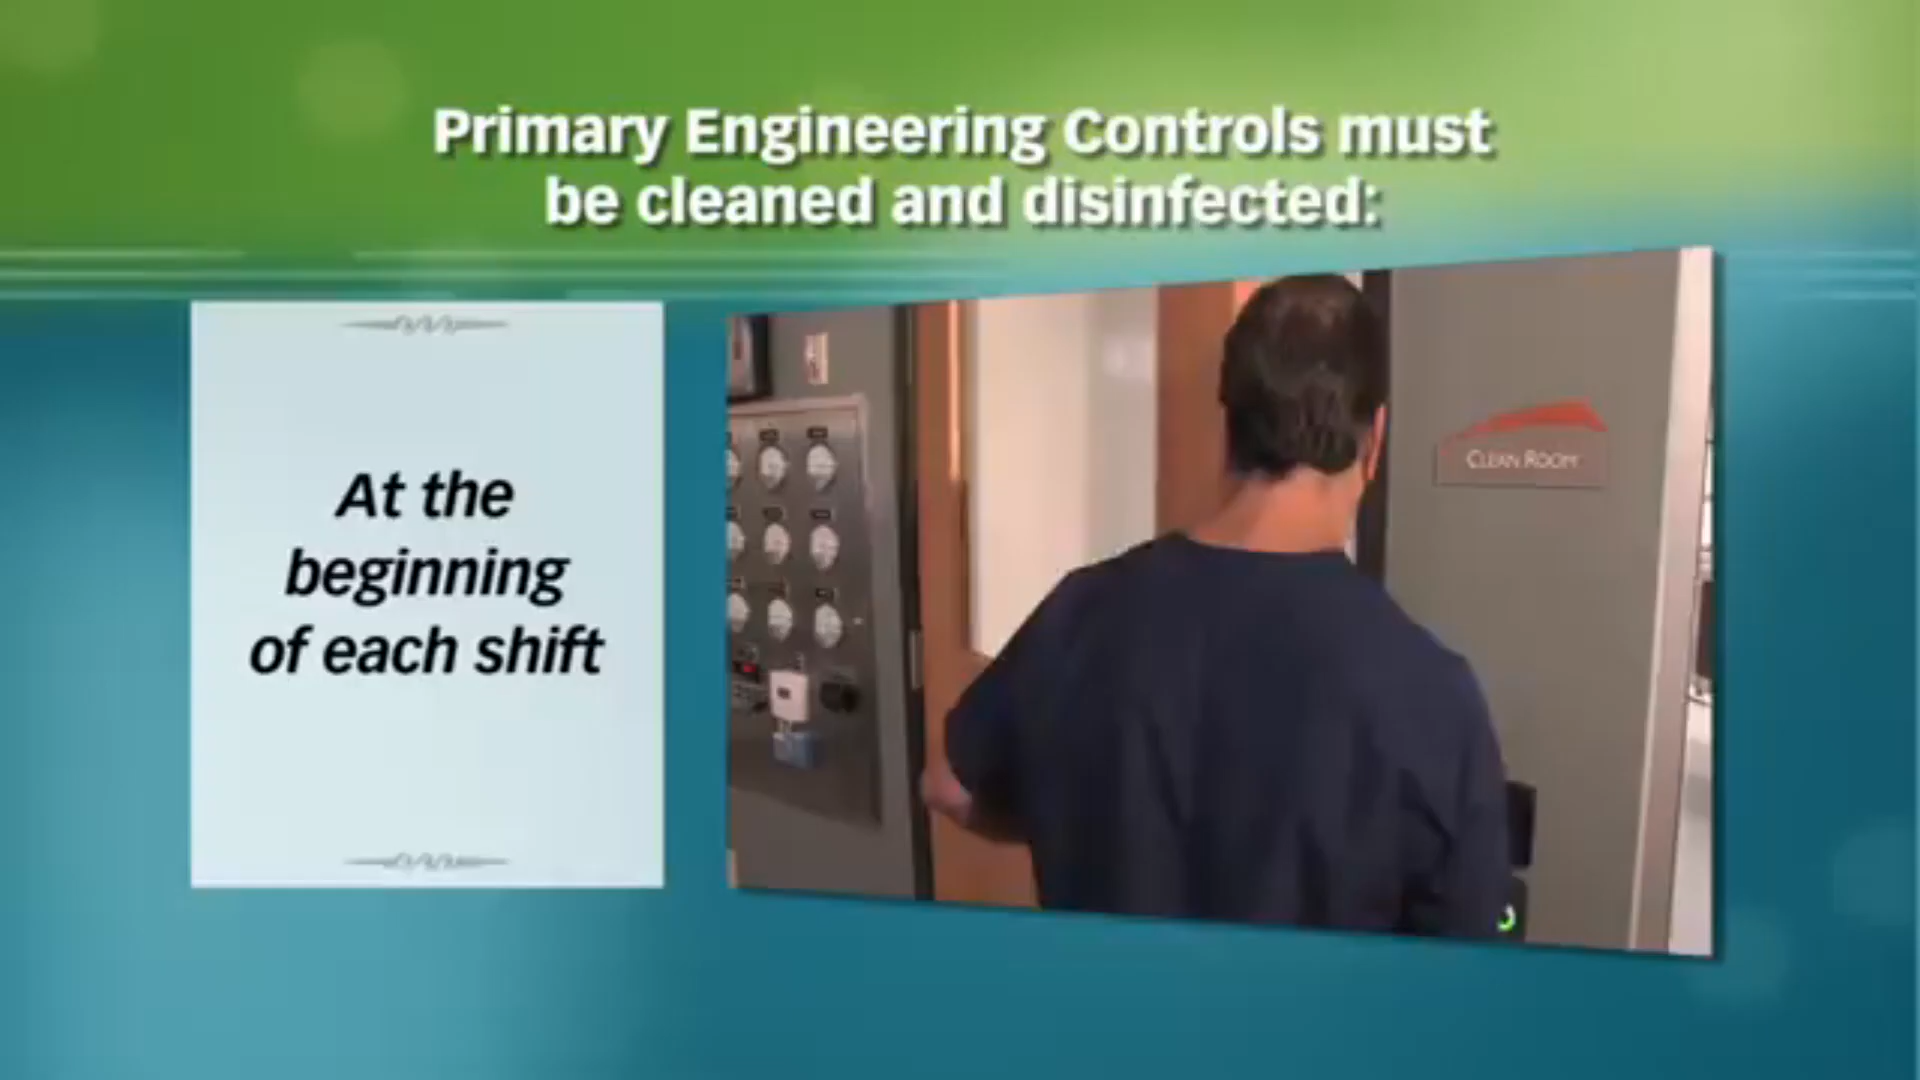 Primary Engineering Controls must
be cleaned and disinfected:
At the
beginning
of each shift
CLEAN ROOM